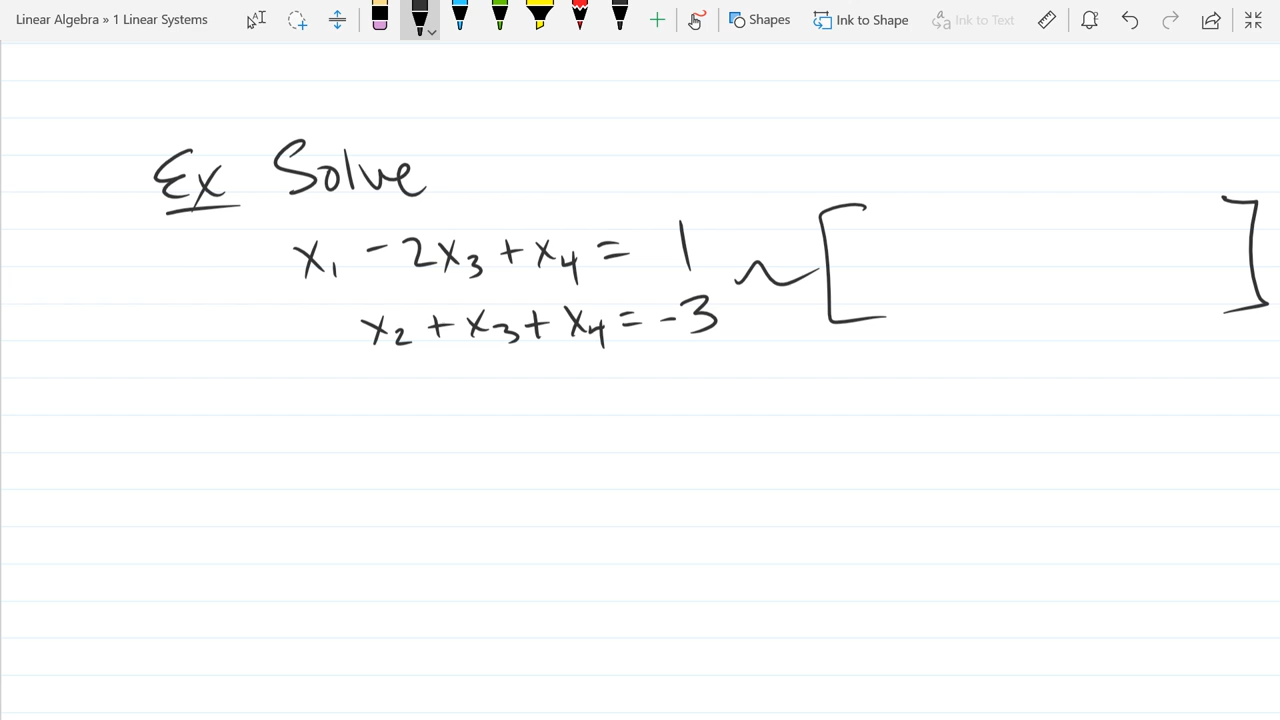 Linear Algebra » 1 Linear Systems
Shapes
Ink to Shape
Ink to Text
Ex Solve
x₁ - 2x₃ + x₄ = 1 ~ [ ]
x₂ + x₃ + x₄ = -3